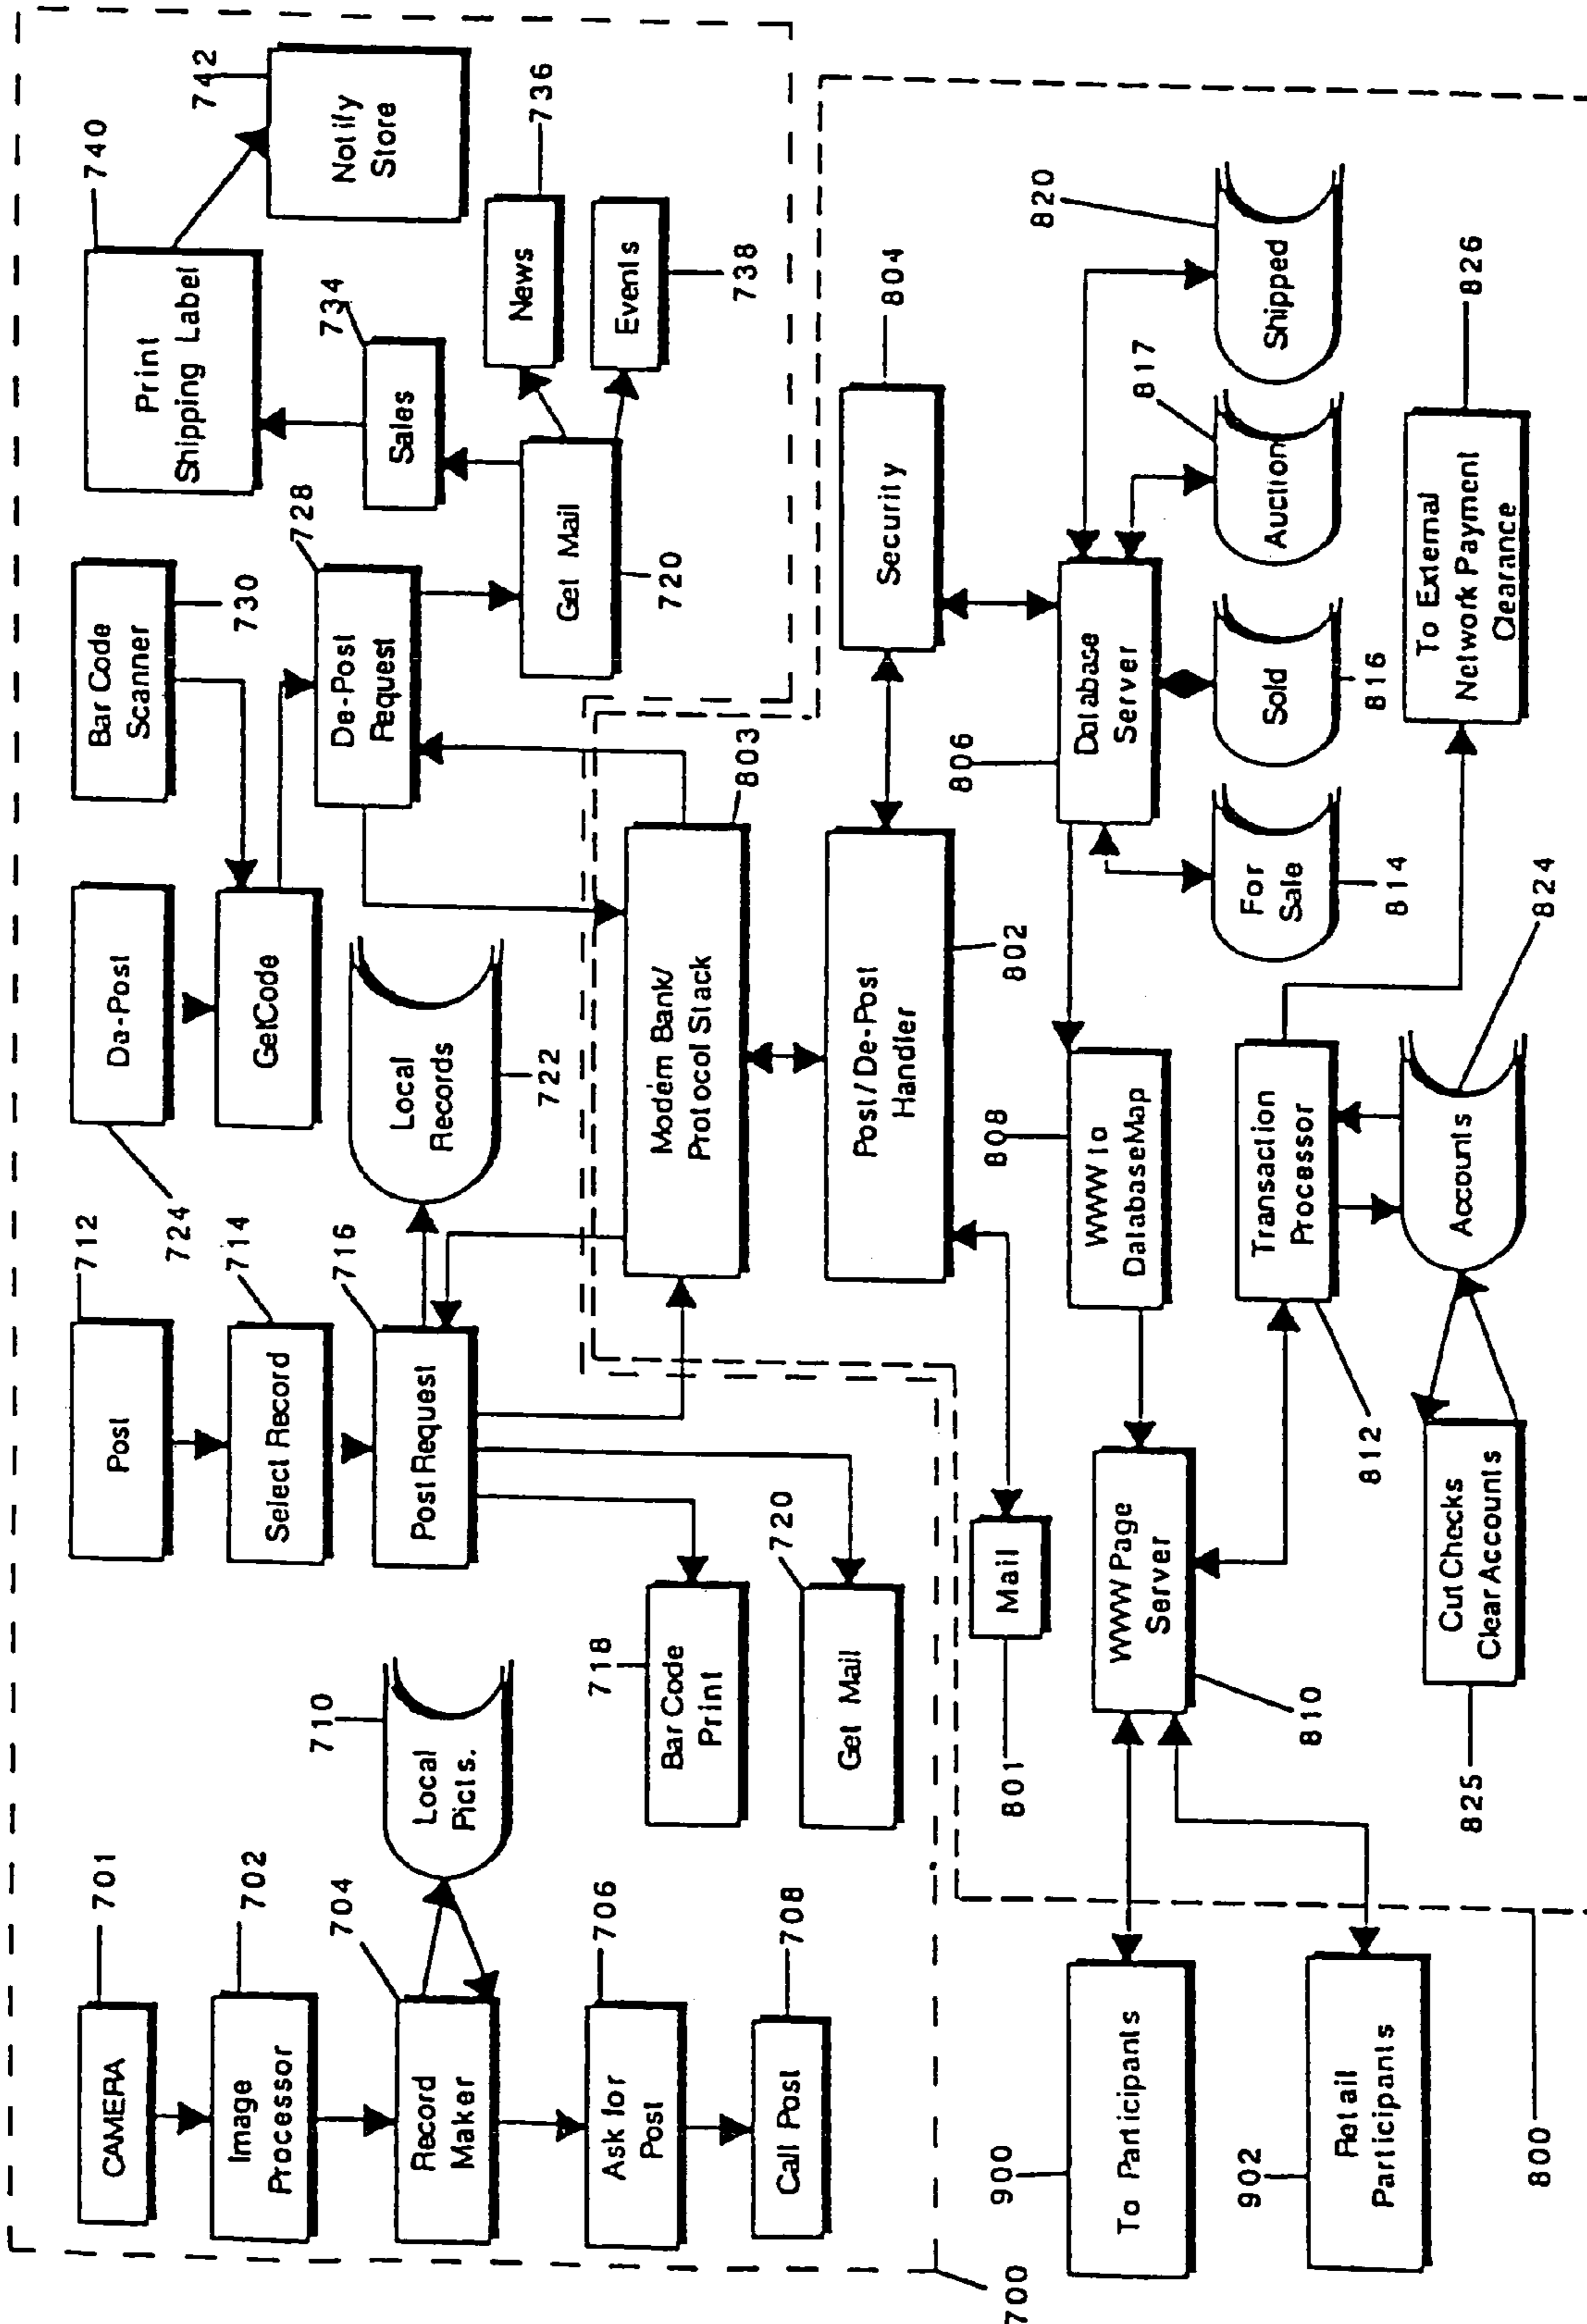 CAMERA
701
Image
Processor
702
Record
Maker
704
Local
Picts.
710
Ask for
Post
706
Call Post
708
Post
712
Select Record
714
Post Request
716
Bar Code
Print
718
Get Mail
720
Local
Records
722
Da-Post
724
GetCode
Bar Code
Scanner
730
De-Post
Request
728
Get Mail
720
Sales
734
News
736
Events
738
Print
Shipping Label
740
Notify
Store
742
700
Modem Bank/
Protocol Stack
803
Post/De-Post
Handler
802
Mail
801
Security
804
Database
Server
806
WWW to
DatabaseMap
808
WWW Page
Server
810
Transaction
Processor
812
For
Sale
814
Sold
816
Auction
817
Shipped
820
Accounts
824
Cut Checks
Clear Accounts
825
To External
Network Payment
Clearance
826
To Participants
900
Retail
Participants
902
800